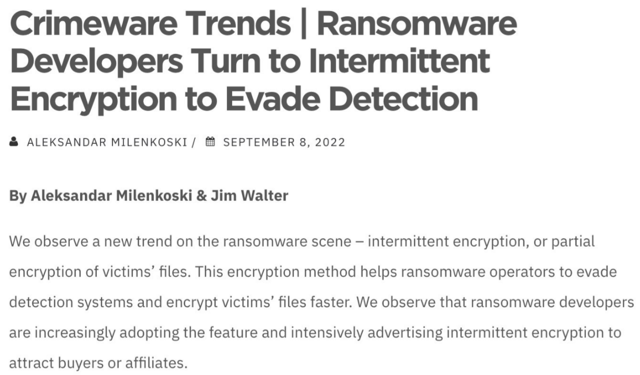 Crimeware Trends | Ransomware
Developers Turn to Intermittent
Encryption to Evade Detection
ALEKSANDAR MILENKOSKI / SEPTEMBER 8, 2022
By Aleksandar Milenkoski & Jim Walter
We observe a new trend on the ransomware scene – intermittent encryption, or partial
encryption of victims’ files. This encryption method helps ransomware operators to evade
detection systems and encrypt victims’ files faster. We observe that ransomware developers
are increasingly adopting the feature and intensively advertising intermittent encryption to
attract buyers or affiliates.